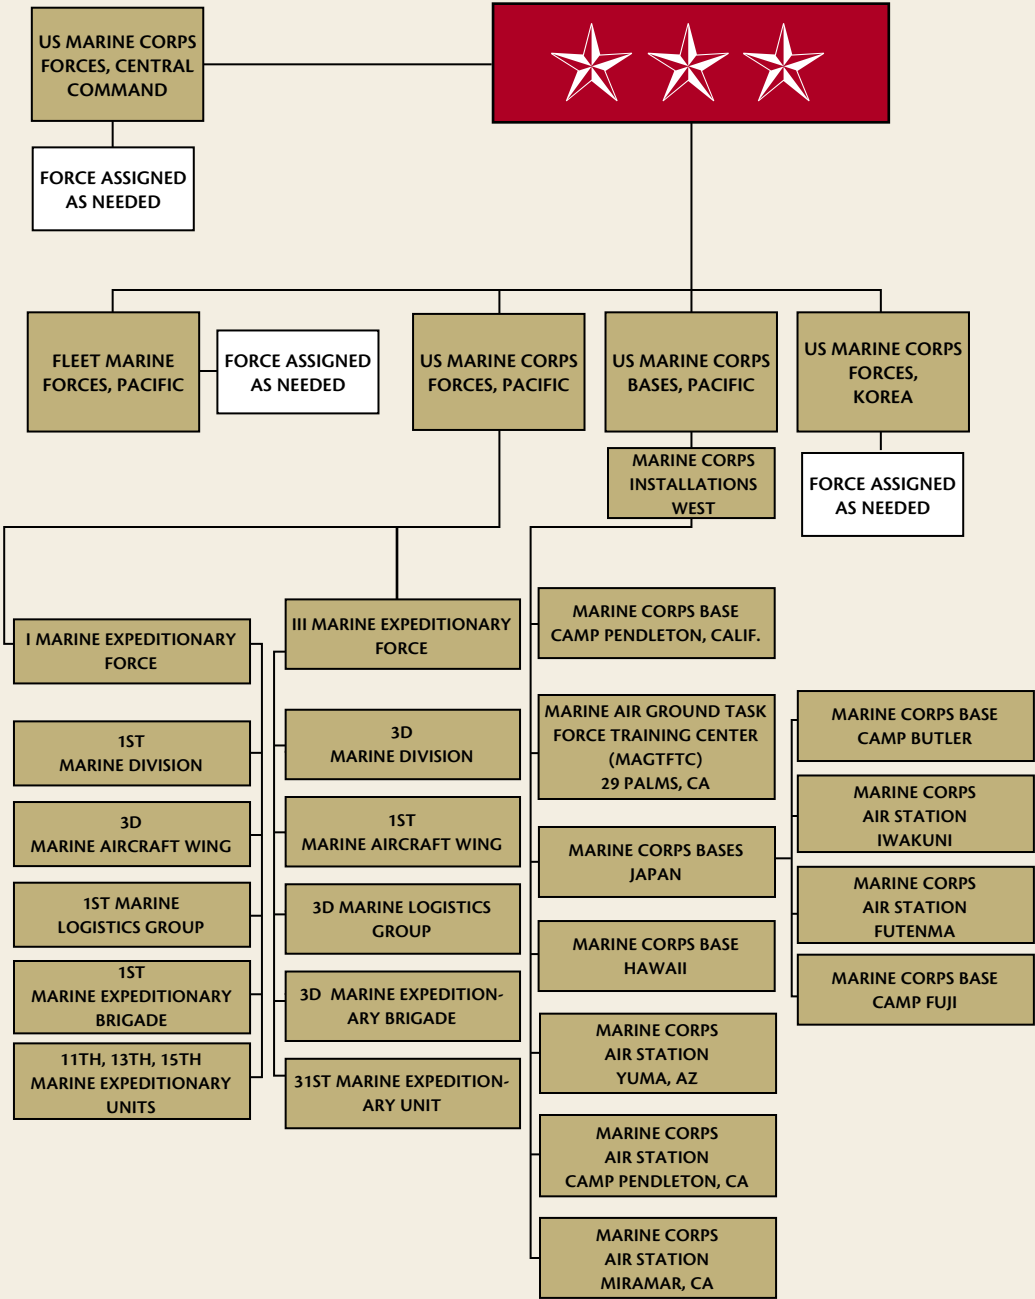 US MARINE CORPS
FORCES, CENTRAL
COMMAND
FORCE ASSIGNED
AS NEEDED
FLEET MARINE
FORCES, PACIFIC
FORCE ASSIGNED
AS NEEDED
US MARINE CORPS
FORCES, PACIFIC
US MARINE CORPS
BASES, PACIFIC
US MARINE CORPS
FORCES,
KOREA
MARINE CORPS
INSTALLATIONS
WEST
FORCE ASSIGNED
AS NEEDED
I MARINE EXPEDITIONARY
FORCE
1ST
MARINE DIVISION
3D
MARINE AIRCRAFT WING
1ST MARINE
LOGISTICS GROUP
1ST
MARINE EXPEDITIONARY
BRIGADE
11TH, 13TH, 15TH
MARINE EXPEDITIONARY
UNITS
III MARINE EXPEDITIONARY
FORCE
3D
MARINE DIVISION
1ST
MARINE AIRCRAFT WING
3D MARINE LOGISTICS
GROUP
3D MARINE EXPEDITION-
ARY BRIGADE
31ST MARINE EXPEDITION-
ARY UNIT
MARINE CORPS BASE
CAMP PENDLETON, CALIF.
MARINE AIR GROUND TASK
FORCE TRAINING CENTER
(MAGTFTC)
29 PALMS, CA
MARINE CORPS BASES
JAPAN
MARINE CORPS BASE
HAWAII
MARINE CORPS
AIR STATION
YUMA, AZ
MARINE CORPS
AIR STATION
CAMP PENDLETON, CA
MARINE CORPS
AIR STATION
MIRAMAR, CA
MARINE CORPS BASE
CAMP BUTLER
MARINE CORPS
AIR STATION
IWAKUNI
MARINE CORPS
AIR STATION
FUTENMA
MARINE CORPS BASE
CAMP FUJI